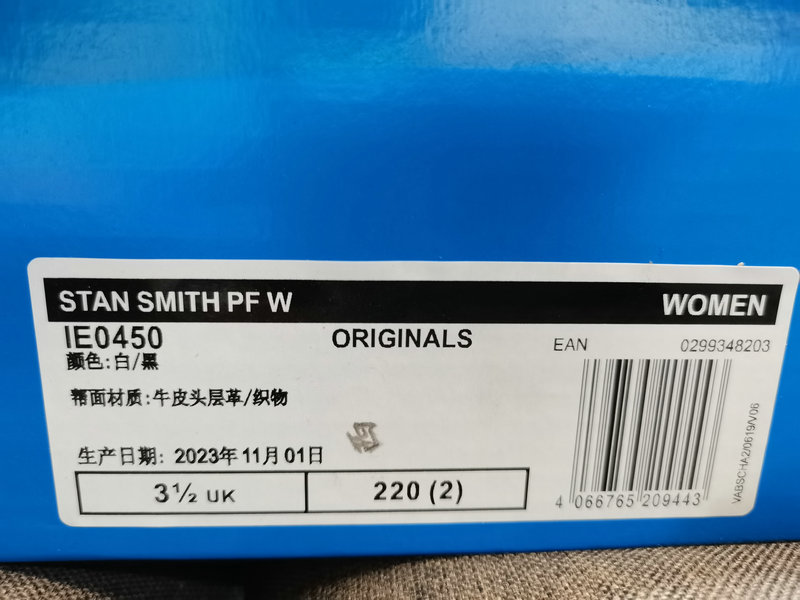 STAN SMITH PF W WOMEN
IE0450 ORIGINALS EAN 0299348203
颜色:白/黑
帮面材质:牛皮头层革/织物
生产日期: 2023年11月01日
3½ UK 220 (2)
4 066765 209443
VABSCHA2/0619/V06